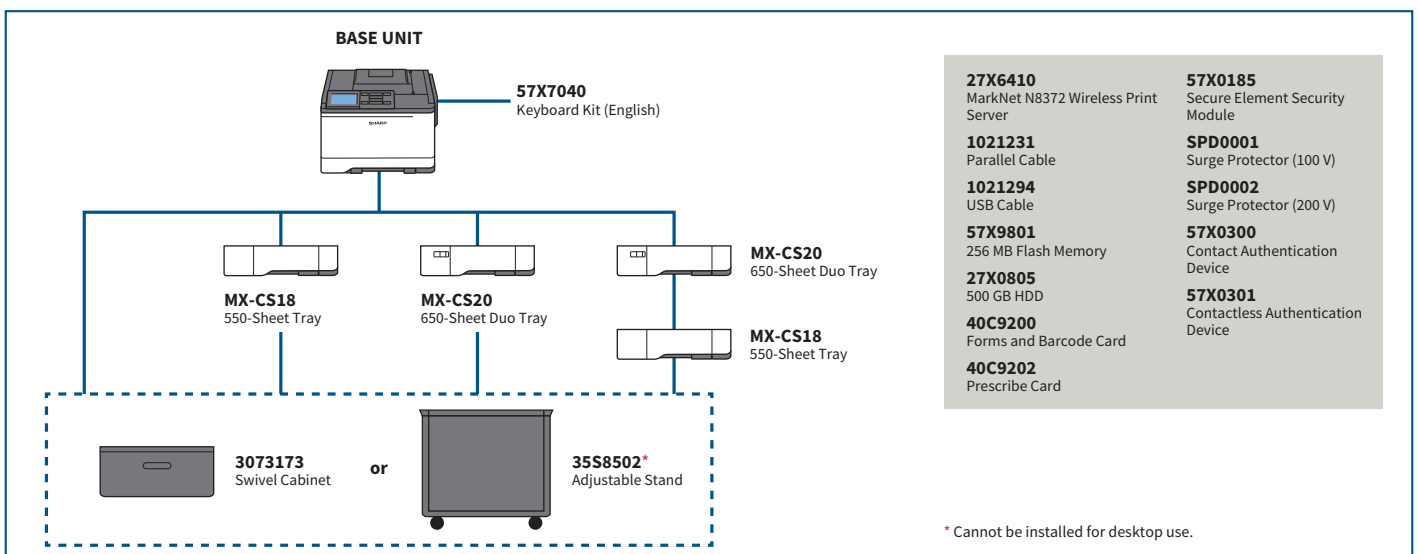 BASE UNIT
SHARP
57X7040
Keyboard Kit (English)
MX-CS18
550-Sheet Tray
MX-CS20
650-Sheet Duo Tray
MX-CS20
650-Sheet Duo Tray
MX-CS18
550-Sheet Tray
3073173
Swivel Cabinet
or
35S8502*
Adjustable Stand
27X6410
MarkNet N8372 Wireless Print
Server
1021231
Parallel Cable
1021294
USB Cable
57X9801
256 MB Flash Memory
27X0805
500 GB HDD
40C9200
Forms and Barcode Card
40C9202
Prescribe Card
57X0185
Secure Element Security
Module
SPD0001
Surge Protector (100 V)
SPD0002
Surge Protector (200 V)
57X0300
Contact Authentication
Device
57X0301
Contactless Authentication
Device
* Cannot be installed for desktop use.